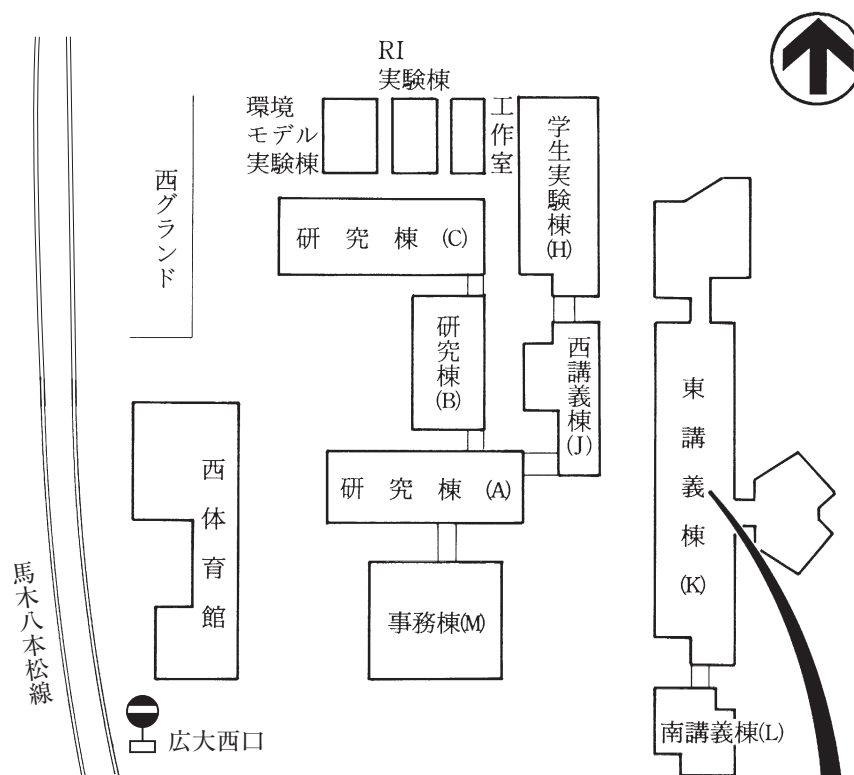 RI
実験棟
環境
モデル
実験棟
工作室
学生実験棟(H)
西グランド
研究棟(C)
研究棟(B)
西講義棟(J)
東講義棟(K)
研究棟(A)
西体育館
事務棟(M)
馬木八本松線
広大西口
南講義棟(L)